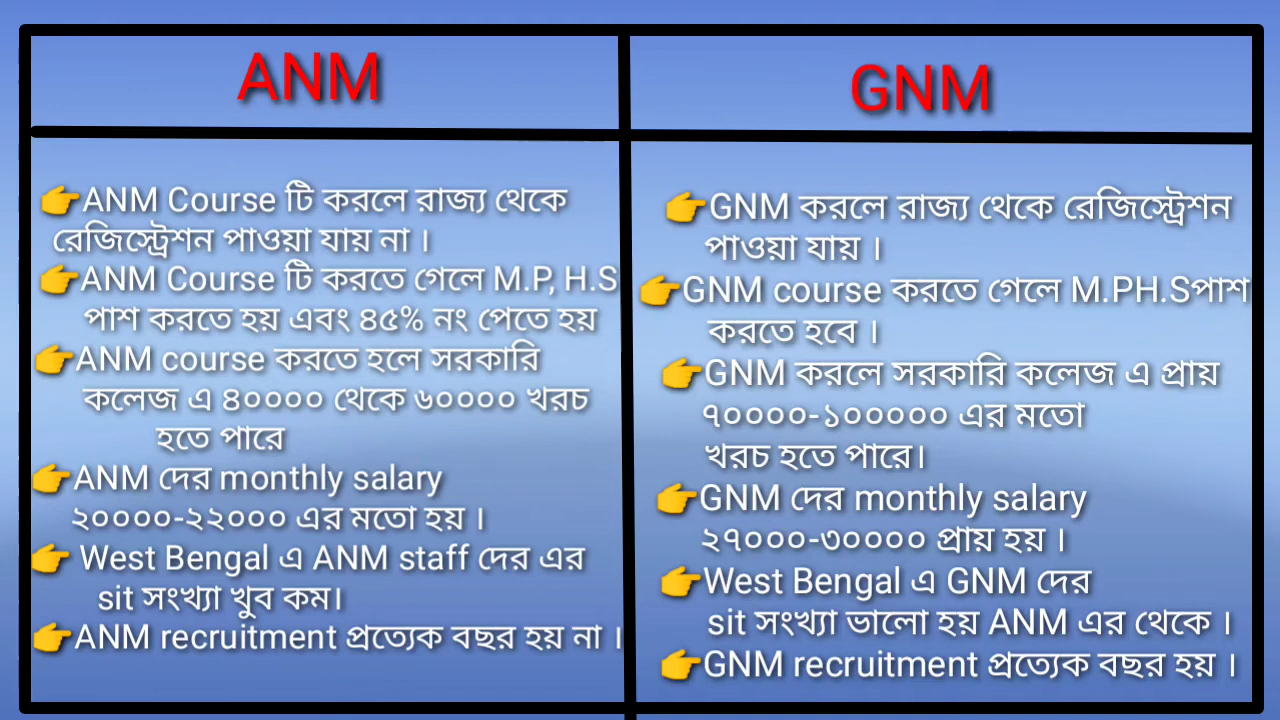 ANM
👉ANM Course টি করলে রাজ্য থেকে
রেজিস্ট্রেশন পাওয়া যায় না ।
👉ANM Course টি করতে গেলে M.P, H.S
পাশ করতে হয় এবং ৪৫% নং পেতে হয়
👉ANM course করতে হলে সরকারি
কলেজ এ ৪০০০০ থেকে ৬০০০০ খরচ
হতে পারে
👉ANM দের monthly salary
২০০০০-২২০০০ এর মতো হয় ।
👉 West Bengal এ ANM staff দের এর
sit সংখ্যা খুব কম।
👉ANM recruitment প্রত্যেক বছর হয় না ।
GNM
👉GNM করলে রাজ্য থেকে রেজিস্ট্রেশন
পাওয়া যায় ।
👉GNM course করতে গেলে M.PH.Sপাশ
করতে হবে ।
👉GNM করলে সরকারি কলেজ এ প্রায়
৭০০০০-১০০০০০ এর মতো
খরচ হতে পারে।
👉GNM দের monthly salary
২৭০০০-৩০০০০ প্রায় হয় ।
👉West Bengal এ GNM দের
sit সংখ্যা ভালো হয় ANM এর থেকে ।
👉GNM recruitment প্রত্যেক বছর হয় ।